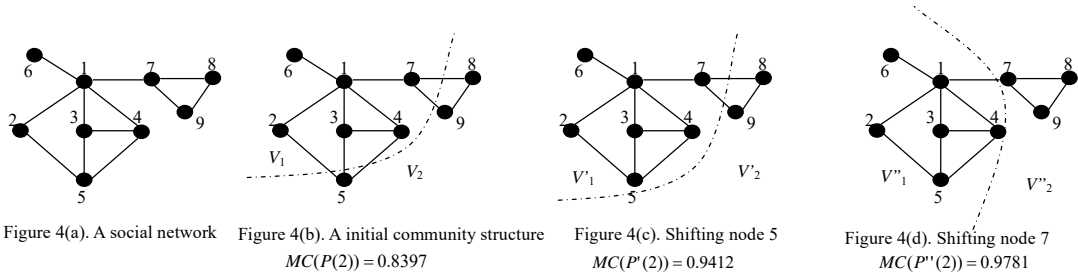 1
7
8
6
2
3
4
9
5
1
7
8
6
2
3
4
9
V1
V2
5
1
7
8
6
2
3
4
9
V'1
V'2
5
1
7
8
6
2
3
4
9
V"1
V"2
5
Figure 4(a). A social network
Figure 4(b). A initial community structure
MC(P(2)) = 0.8397
Figure 4(c). Shifting node 5
MC(P'(2)) = 0.9412
Figure 4(d). Shifting node 7
MC(P''(2)) = 0.9781